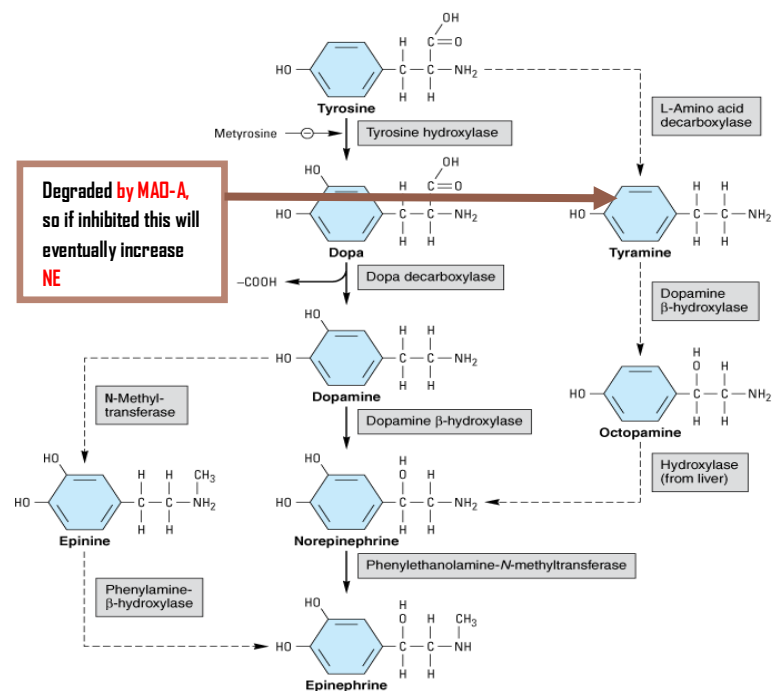 OH
H H C=O
HO C C NH2
H H
Tyrosine
L-Amino acid
decarboxylase
Metyrosine
Tyrosine hydroxylase
Degraded by MAO-A,
so if inhibited this will
eventually increase
NE
OH
HO H H C=O
HO C C NH2
H H
Dopa
H H
HO C C NH2
H H
Tyramine
–COOH
Dopa decarboxylase
Dopamine
β-hydroxylase
HO H H
HO C C NH2
H H
Dopamine
H
O H
HO C C NH2
H H
Octopamine
N-Methyl-
transferase
Dopamine β-hydroxylase
Hydroxylase
(from liver)
HO H H CH3
HO C C NH2
H H
Epinine
H
HO O H
HO C C NH2
H H
Norepinephrine
Phenylethanolamine-N-methyltransferase
Phenylamine-
β-hydroxylase
H
HO O H CH3
HO C C NH
H H
Epinephrine